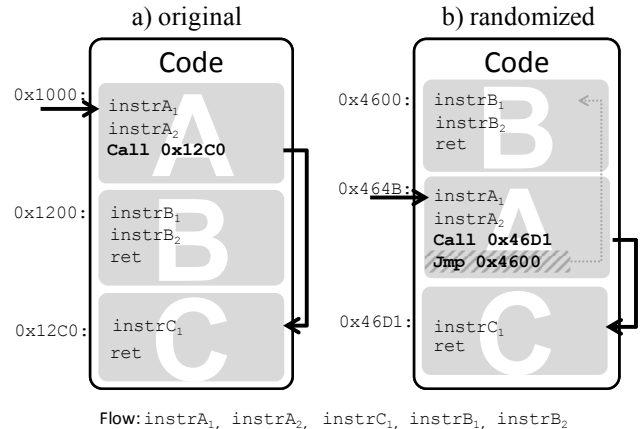 a) original
Code
0x1000:
A
instrA₁
instrA₂
Call 0x12C0
0x1200:
B
instrB₁
instrB₂
ret
0x12C0:
C
instrC₁
ret
b) randomized
Code
0x4600:
B
instrB₁
instrB₂
ret
0x464B:
A
instrA₁
instrA₂
Call 0x46D1
Jmp 0x4600
0x46D1:
C
instrC₁
ret
Flow: instrA₁, instrA₂, instrC₁, instrB₁, instrB₂